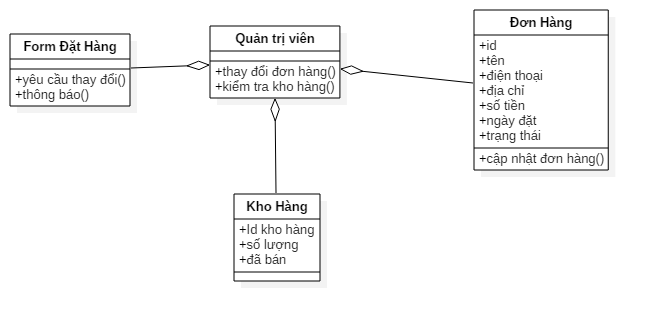 Form Đặt Hàng
+yêu cầu thay đổi()
+thông báo()
Quản trị viên
+thay đổi đơn hàng()
+kiểm tra kho hàng()
Đơn Hàng
+id
+tên
+điện thoại
+địa chỉ
+số tiền
+ngày đặt
+trạng thái
+cập nhật đơn hàng()
Kho Hàng
+Id kho hàng
+số lượng
+đã bán